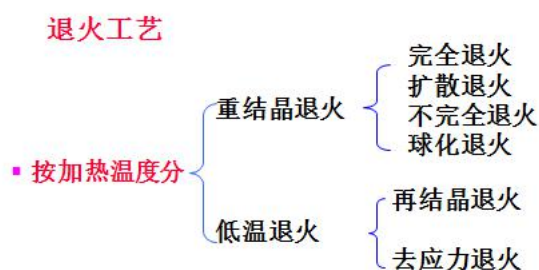 退火工艺
完全退火
扩散退火
重结晶退火
不完全退火
球化退火
按加热温度分
再结晶退火
低温退火
去应力退火